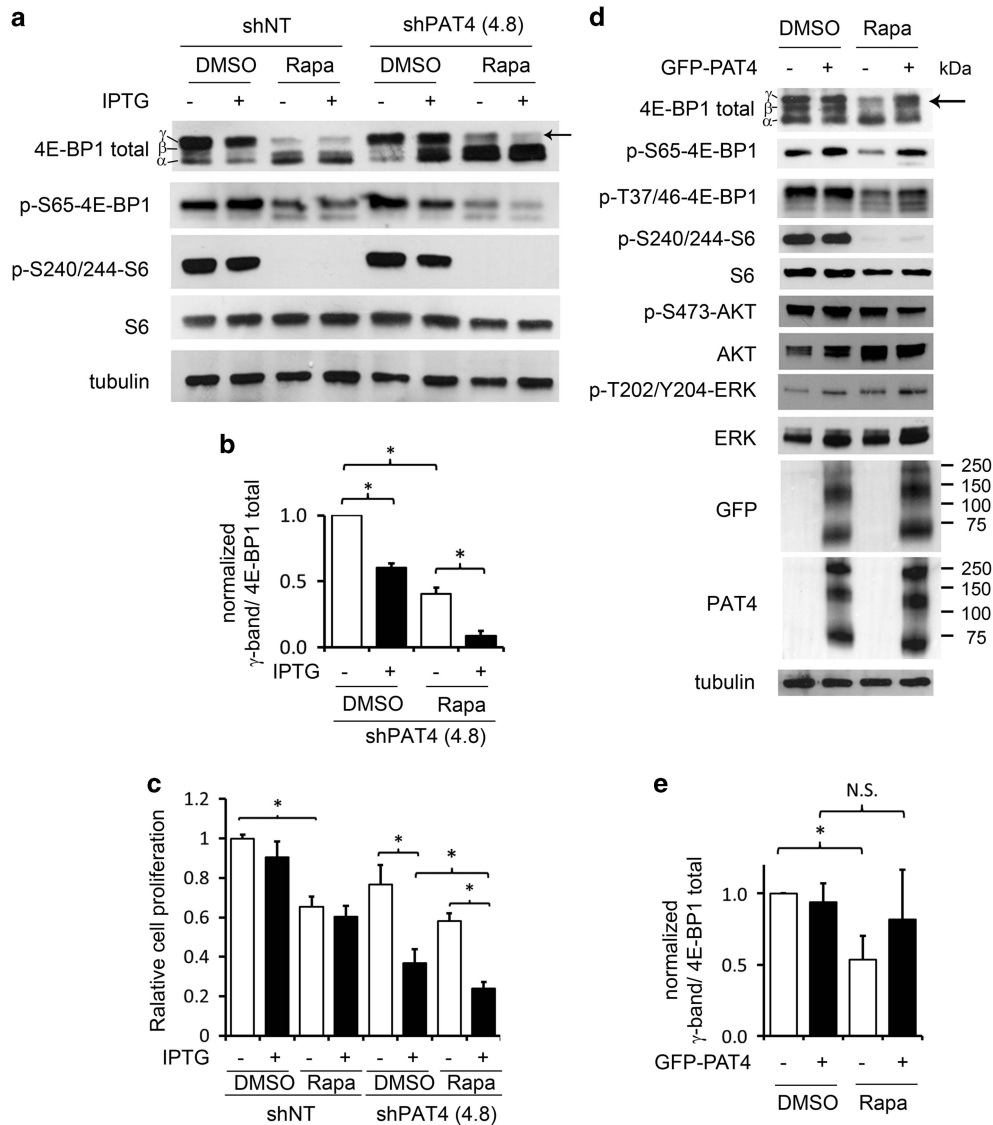 a
shNT shPAT4 (4.8)
DMSO Rapa DMSO Rapa
IPTG - + - + - + - +
4E-BP1 total γ β α
p-S65-4E-BP1
p-S240/244-S6
S6
tubulin
b
normalized
γ-band/ 4E-BP1 total
1.0
0.5
0.0
* * *
IPTG - + - +
DMSO Rapa
shPAT4 (4.8)
c
Ralative cell proliferation
1.2
1
0.8
0.6
0.4
0.2
0
* * * *
IPTG - + - + - + - +
DMSO Rapa DMSO Rapa
shNT shPAT4 (4.8)
d
DMSO Rapa
GFP-PAT4 - + - + kDa
4E-BP1 total γ β α
p-S65-4E-BP1
p-T37/46-4E-BP1
p-S240/244-S6
S6
p-S473-AKT
AKT
p-T202/Y204-ERK
ERK
GFP
250
150
100
75
PAT4
250
150
100
75
tubulin
e
normalized
γ-band/ 4E-BP1 total
1.0
0.5
0.0
N.S.
*
GFP-PAT4 - + - +
DMSO Rapa